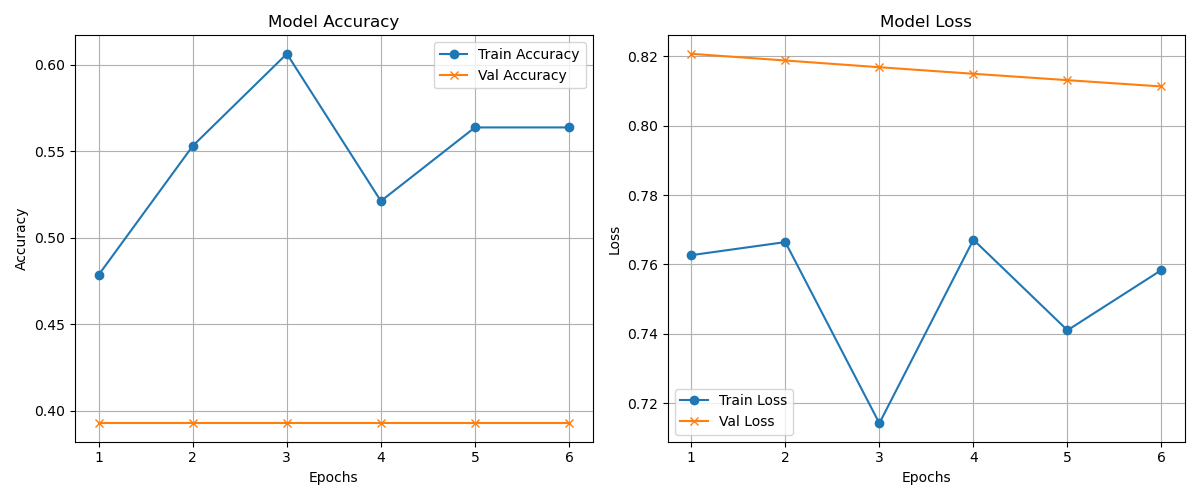 Model Accuracy
Train Accuracy
Val Accuracy
0.60
0.55
0.50
0.45
0.40
Accuracy
1 2 3 4 5 6
Epochs
Model Loss
0.82
0.80
0.78
0.76
0.74
0.72
Loss
Train Loss
Val Loss
1 2 3 4 5 6
Epochs